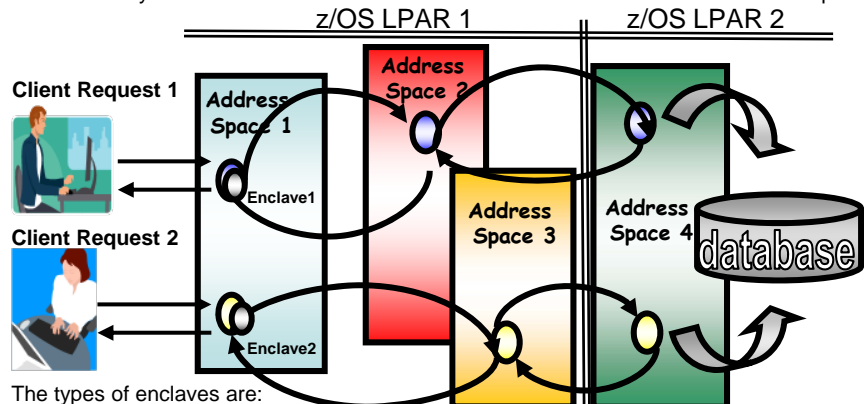 z/OS LPAR 1
z/OS LPAR 2
Client Request 1
Address
Space 1
Address
Space 2
Enclave1
Address
Space 3
Address
Space 4
database
Client Request 2
Enclave2
The types of enclaves are: